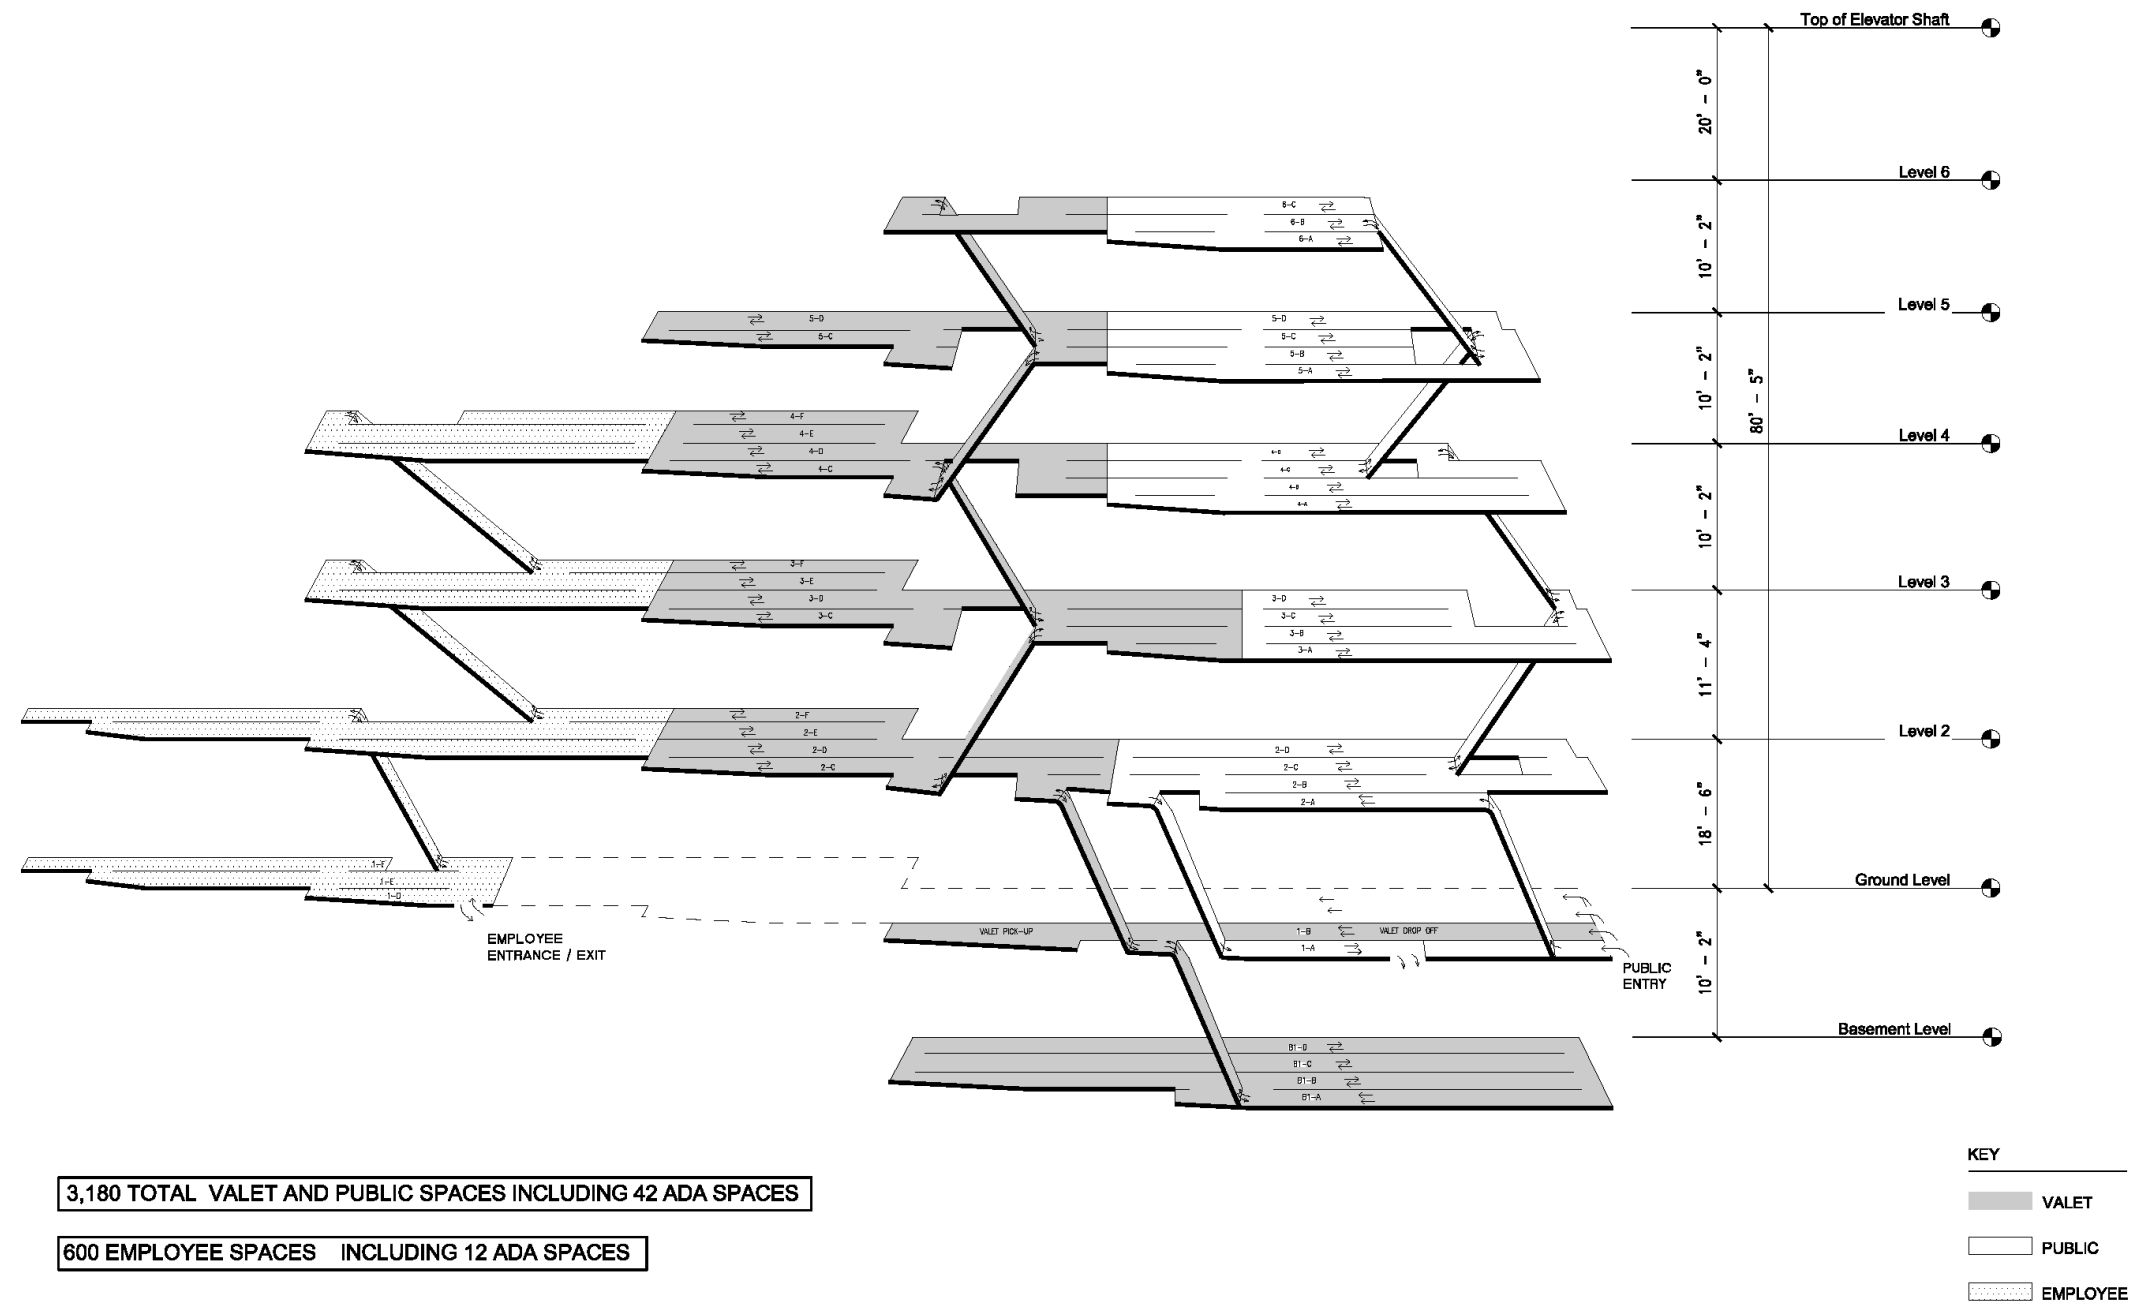 Top of Elevator Shaft
20' - 0"
Level 6
6-C
6-B
6-A
10' - 2"
Level 5
5-D
5-C
5-D
5-C
5-B
5-A
10' - 2"
80' - 5"
Level 4
4-F
4-E
4-D
4-C
4-D
4-C
4-B
4-A
10' - 2"
Level 3
3-F
3-E
3-D
3-C
3-D
3-C
3-B
3-A
11' - 4"
Level 2
2-F
2-E
2-D
2-C
2-D
2-C
2-B
2-A
18' - 6"
Ground Level
1-F
1-E
1-D
EMPLOYEE
ENTRANCE / EXIT
VALET PICK-UP
1-B
VALET DROP OFF
1-A
PUBLIC
ENTRY
10' - 2"
Basement Level
B1-D
B1-C
B1-B
B1-A
3,180 TOTAL VALET AND PUBLIC SPACES INCLUDING 42 ADA SPACES
600 EMPLOYEE SPACES INCLUDING 12 ADA SPACES
KEY
VALET
PUBLIC
EMPLOYEE